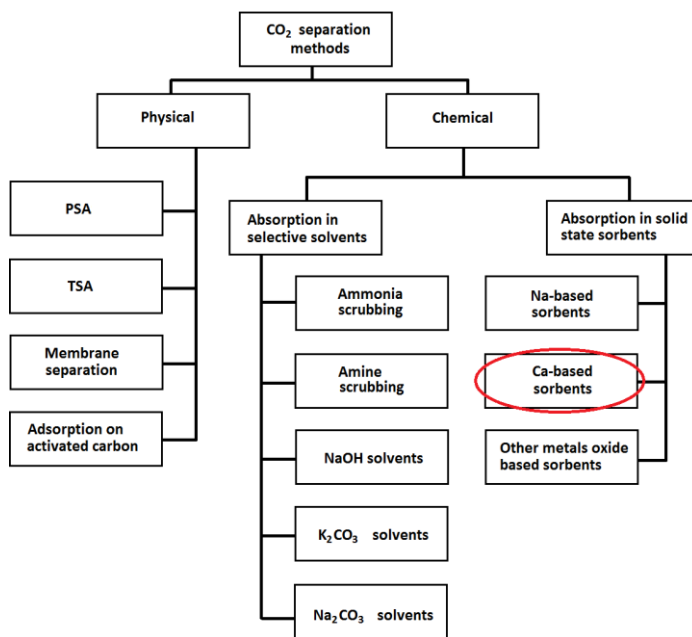 CO₂ separation
methods
Physical
Chemical
PSA
TSA
Membrane
separation
Adsorption on
activated carbon
Absorption in
selective solvents
Ammonia
scrubbing
Amine
scrubbing
NaOH solvents
K₂CO₃ solvents
Na₂CO₃ solvents
Absorption in solid
state sorbents
Na-based
sorbents
Ca-based
sorbents
Other metals oxide
based sorbents